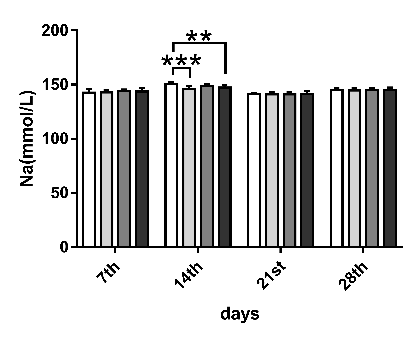 200
**
***
150
100
50
0
Na(mmol/L)
7th
14th
21st
28th
days